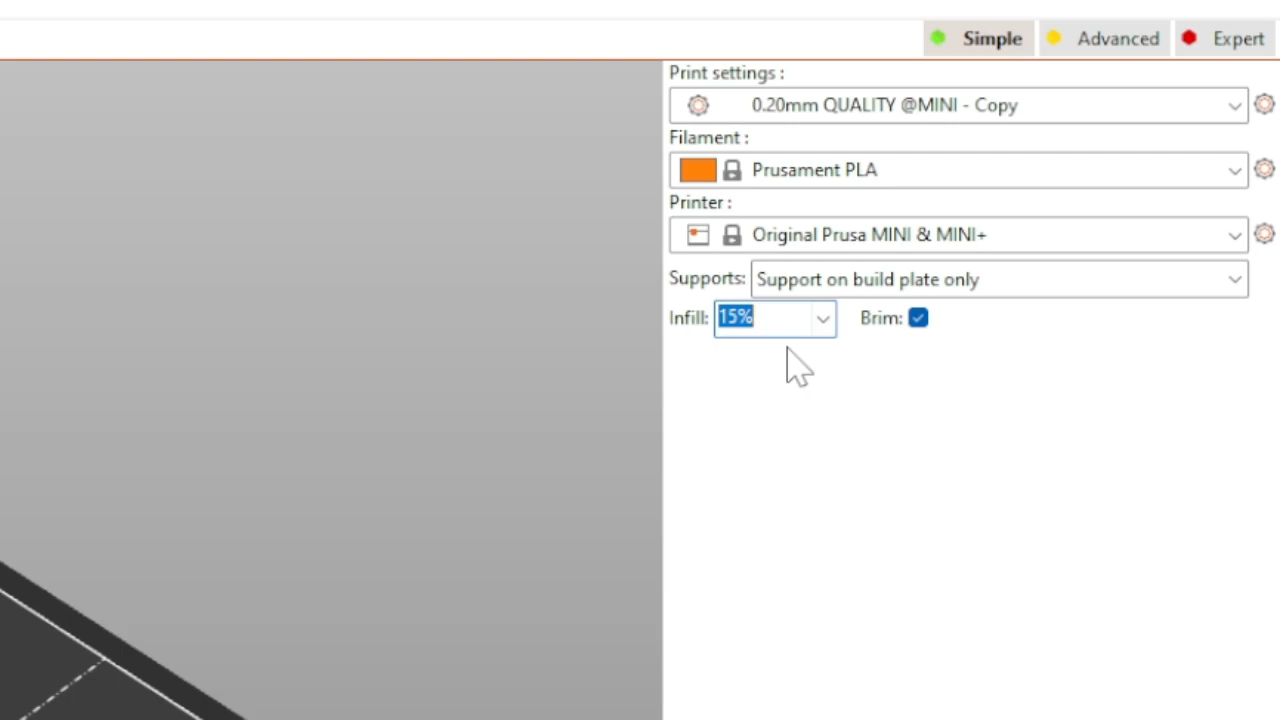 Simple Advanced Expert
Print settings :
0.20mm QUALITY @MINI - Copy
Filament :
Prusament PLA
Printer :
Original Prusa MINI & MINI+
Supports: Support on build plate only
Infill: 15% Brim: